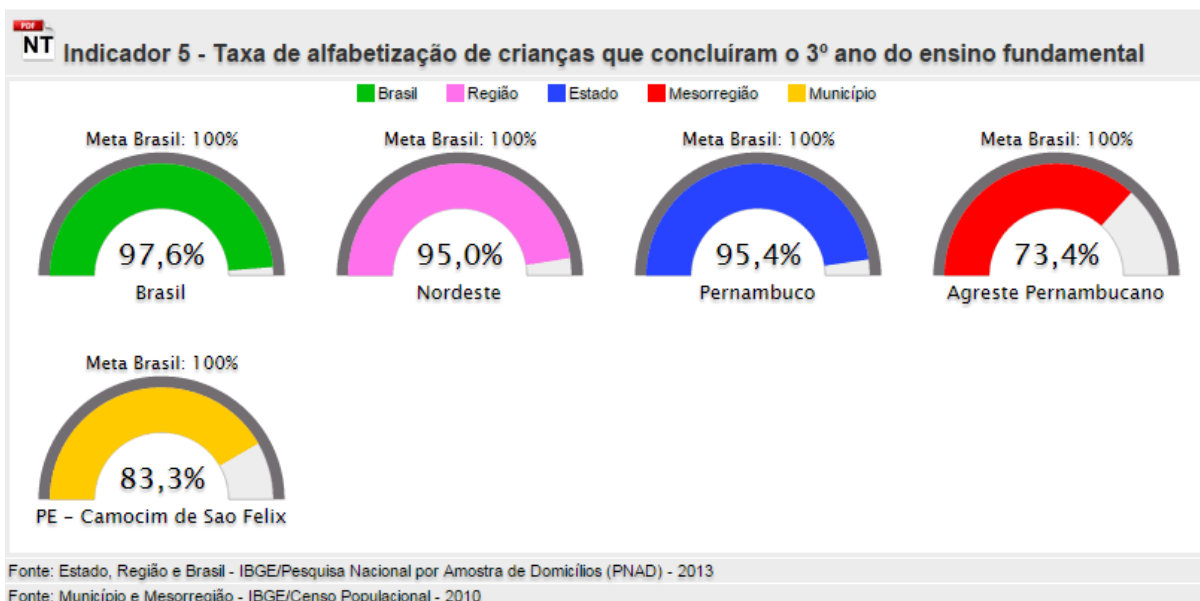 PDF
NT Indicador 5 - Taxa de alfabetização de crianças que concluíram o 3º ano do ensino fundamental
Brasil Região Estado Mesorregião Município
Meta Brasil: 100% Meta Brasil: 100% Meta Brasil: 100% Meta Brasil: 100%
97,6% 95,0% 95,4% 73,4%
Brasil Nordeste Pernambuco Agreste Pernambucano
Meta Brasil: 100%
83,3%
PE – Camocim de Sao Felix
Fonte: Estado, Região e Brasil - IBGE/Pesquisa Nacional por Amostra de Domicílios (PNAD) - 2013
Fonte: Município e Mesorregião - IBGE/Censo Populacional - 2010